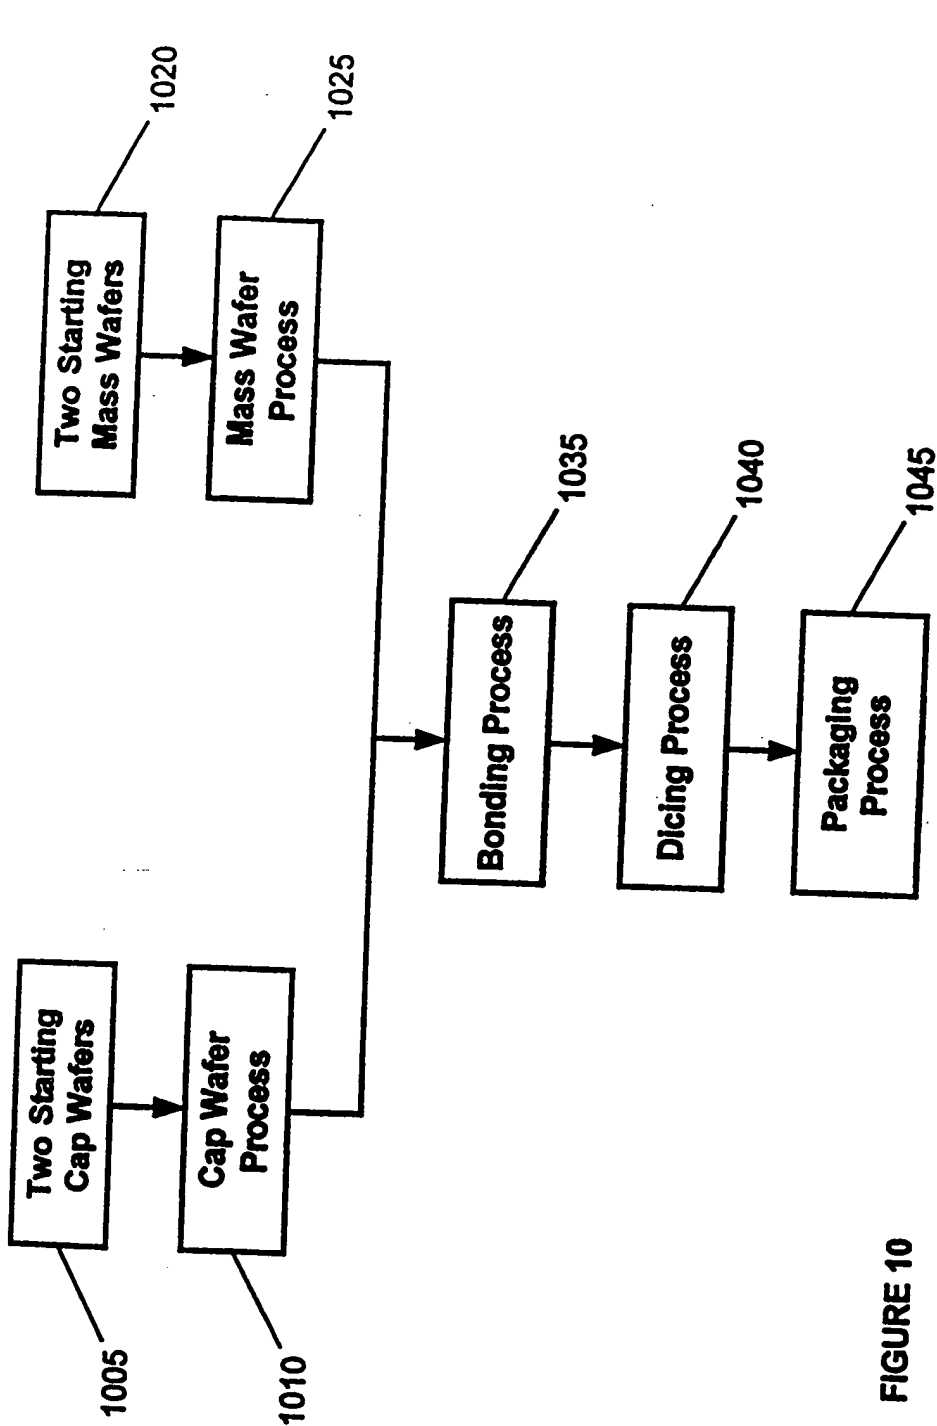 Two Starting
Cap Wafers
1005
Cap Wafer
Process
1010
Two Starting
Mass Wafers
1020
Mass Wafer
Process
1025
Bonding Process
1035
Dicing Process
1040
Packaging
Process
1045
FIGURE 10